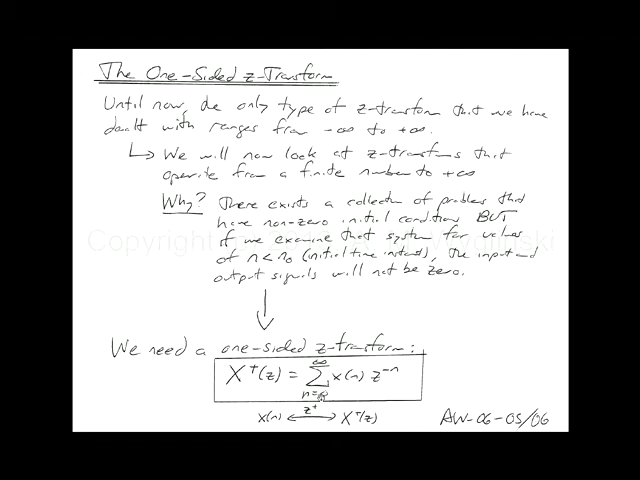 The One-Sided z-Transform
Until now, the only type of z-transform that we have
dealt with ranges from -∞ to +∞.
↳ We will now look at z-transforms that
operate from a finite number to +∞
Why? There exists a collection of problems that
have non-zero initial conditions BUT
if we examine that system for values
of n < n₀ (initial time instant), the input and
output signals will not be zero.
We need a one-sided z-transform:
X⁺(z) = ∑ x(n) z⁻ⁿ
∞
x(n) ⟷ X⁺(z)
z⁺
AW-06-05/06
Copyright
Wyglinski